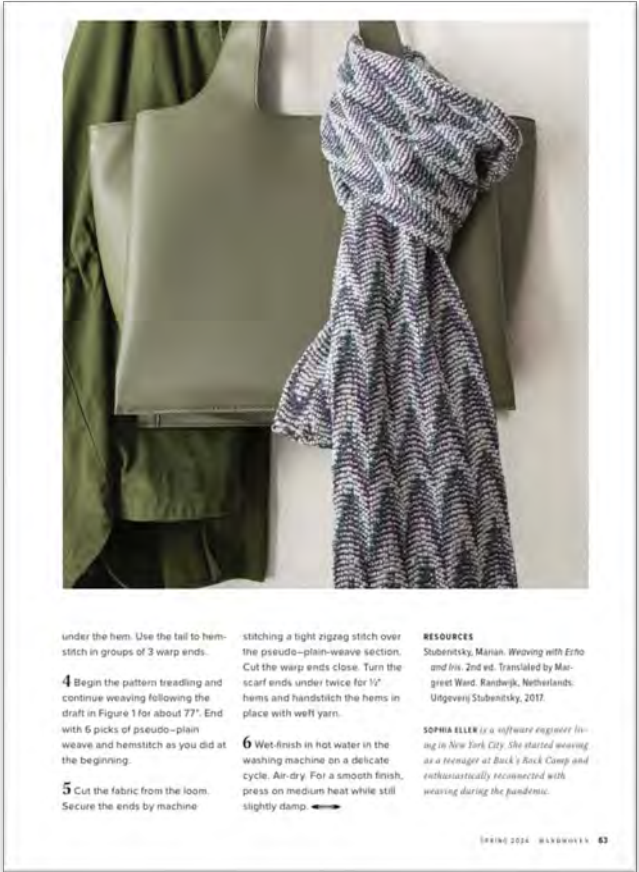 under the hem. Use the tail to hem-
stitch in groups of 3 warp ends.
4 Begin the pattern treadling and
continue weaving following the
draft in Figure 1 for about 77". End
with 6 picks of pseudo–plain
weave and hemstitch as you did at
the beginning.
5 Cut the fabric from the loom.
Secure the ends by machine
stitching a tight zigzag stitch over
the pseudo–plain-weave section.
Cut the warp ends close. Turn the
scarf ends under twice for ½"
hems and handstitch the hems in
place with weft yarn.
6 Wet-finish in hot water in the
washing machine on a delicate
cycle. Air-dry. For a smooth finish,
press on medium heat while still
slightly damp.
RESOURCES
Stubenitsky, Marian. Weaving with Echo
and Iris. 2nd ed. Translated by Mar-
greet Ward. Randwijk, Netherlands:
Uitgeverij Stubenitsky, 2017.
SOPHIA ELLER is a software engineer liv-
ing in New York City. She started weaving
as a teenager at Buck's Rock Camp and
enthusiastically reconnected with
weaving during the pandemic.
SPRING 2024 HANDWOVEN 63